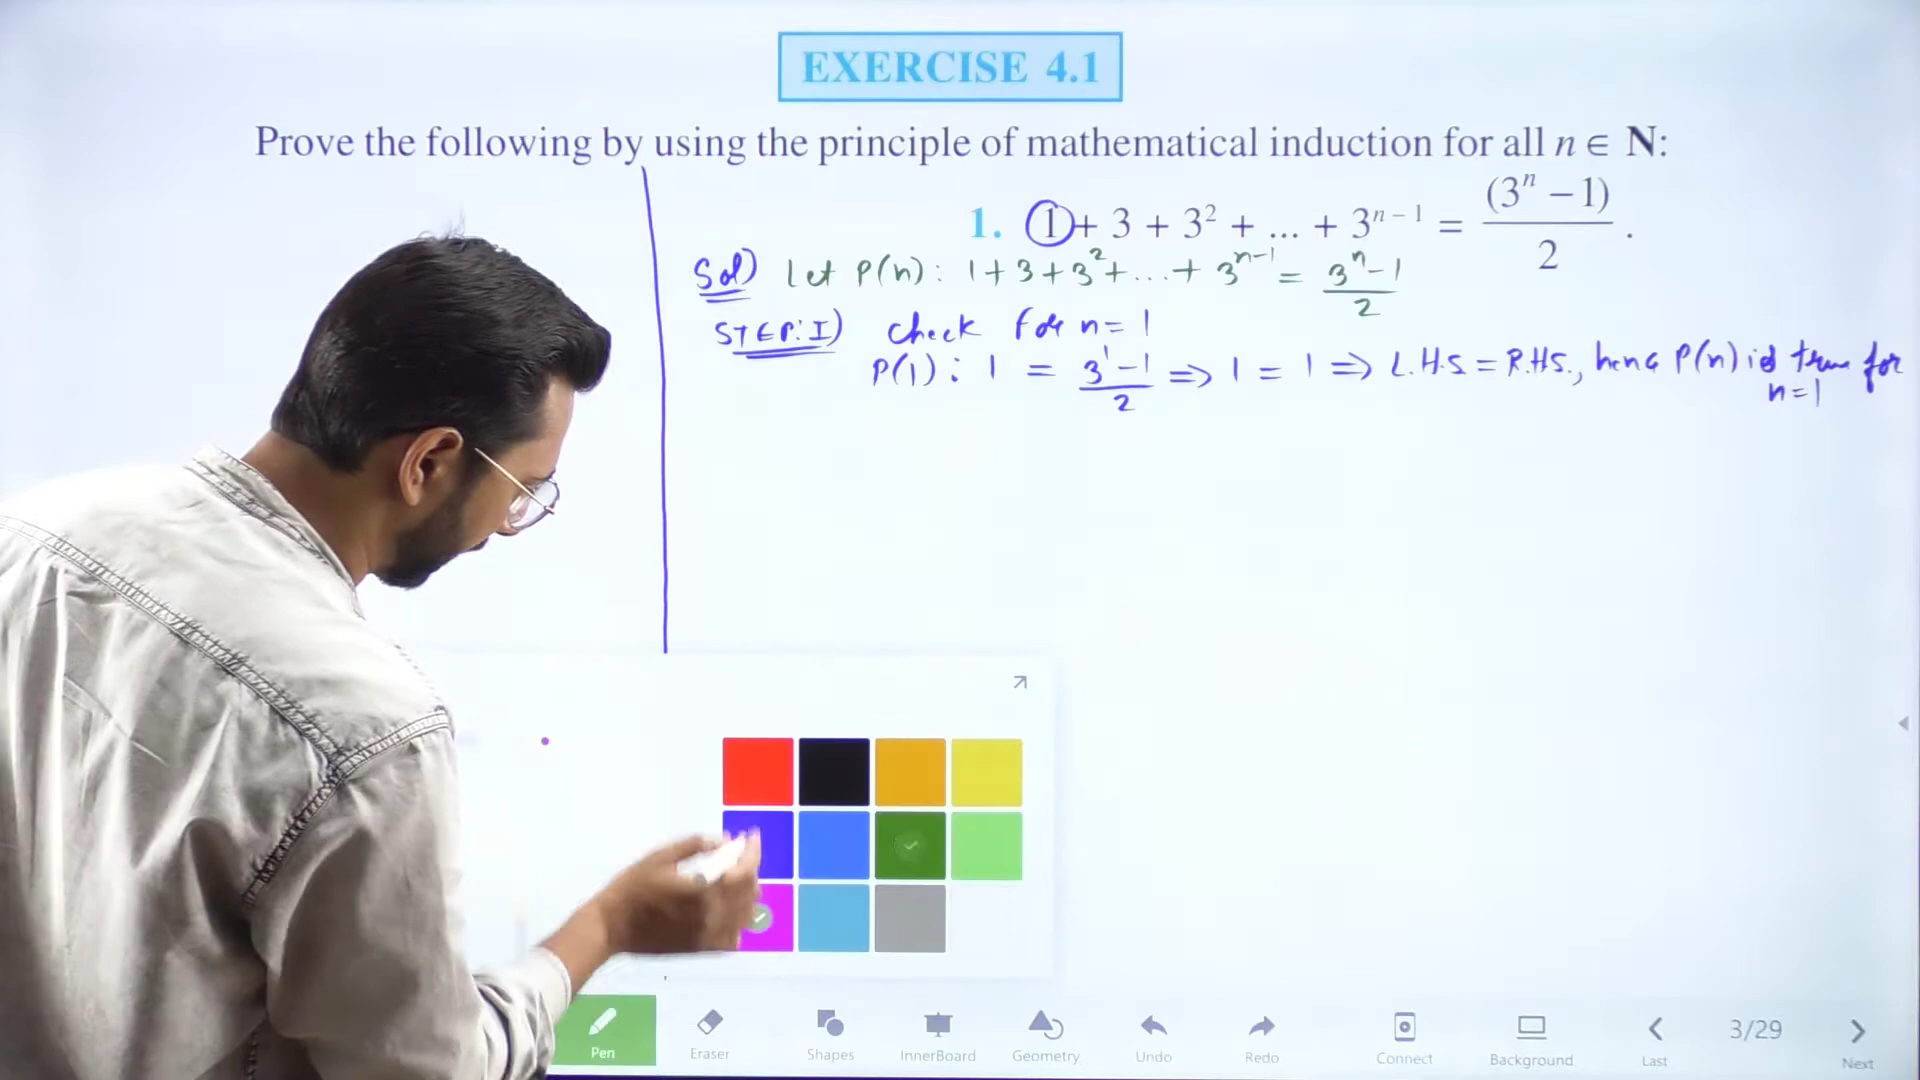 EXERCISE 4.1
Prove the following by using the principle of mathematical induction for all n ∈ N:
1. 1 + 3 + 3² + ... + 3ⁿ⁻¹ = (3ⁿ – 1)/2 .
Sol) Let P(n) : 1 + 3 + 3² + ... + 3ⁿ⁻¹ = (3ⁿ - 1)/2
STEP: I) check for n = 1
P(1) : 1 = (3¹ - 1)/2 ⇒ 1 = 1 ⇒ L.H.S = R.H.S., P(n) is true for
n = 1
Pen
Eraser
Shapes
InnerBoard
Geometry
Undo
Redo
Connect
Background
Last
3/29
Next